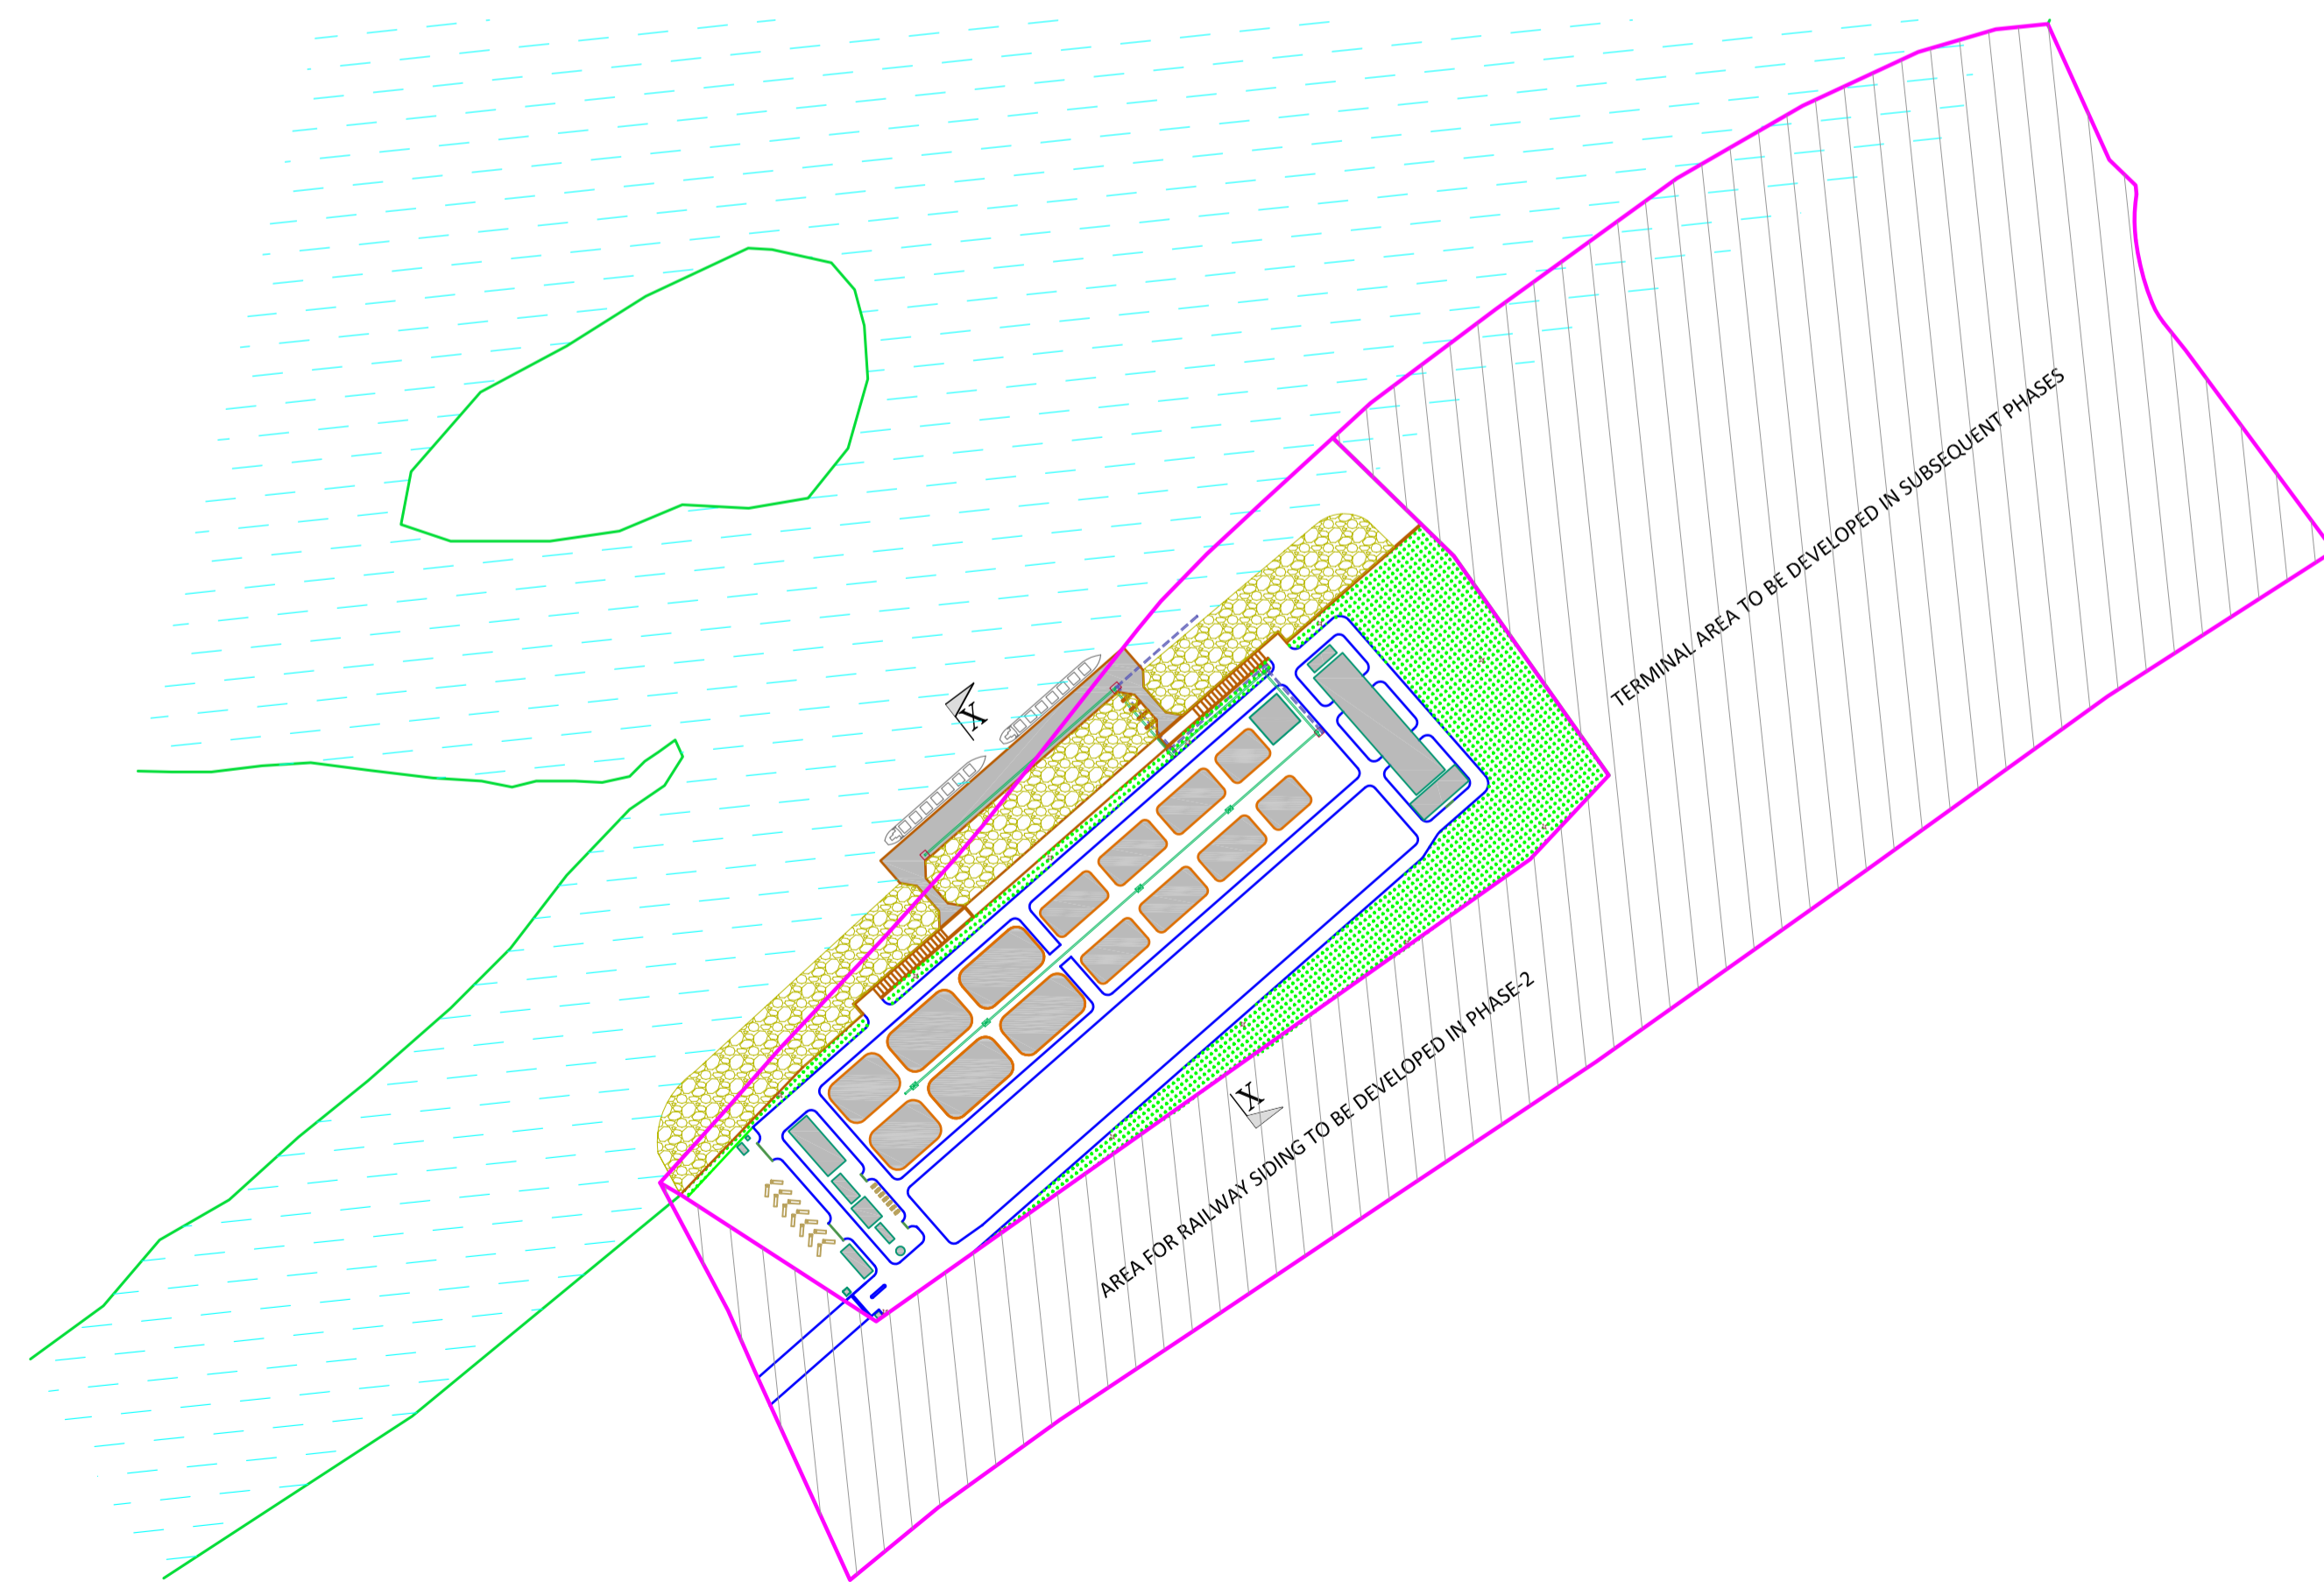 TERMINAL AREA TO BE DEVELOPED IN SUBSEQUENT PHASES
X
AREA FOR RAILWAY SIDING TO BE DEVELOPED IN PHASE-2
X